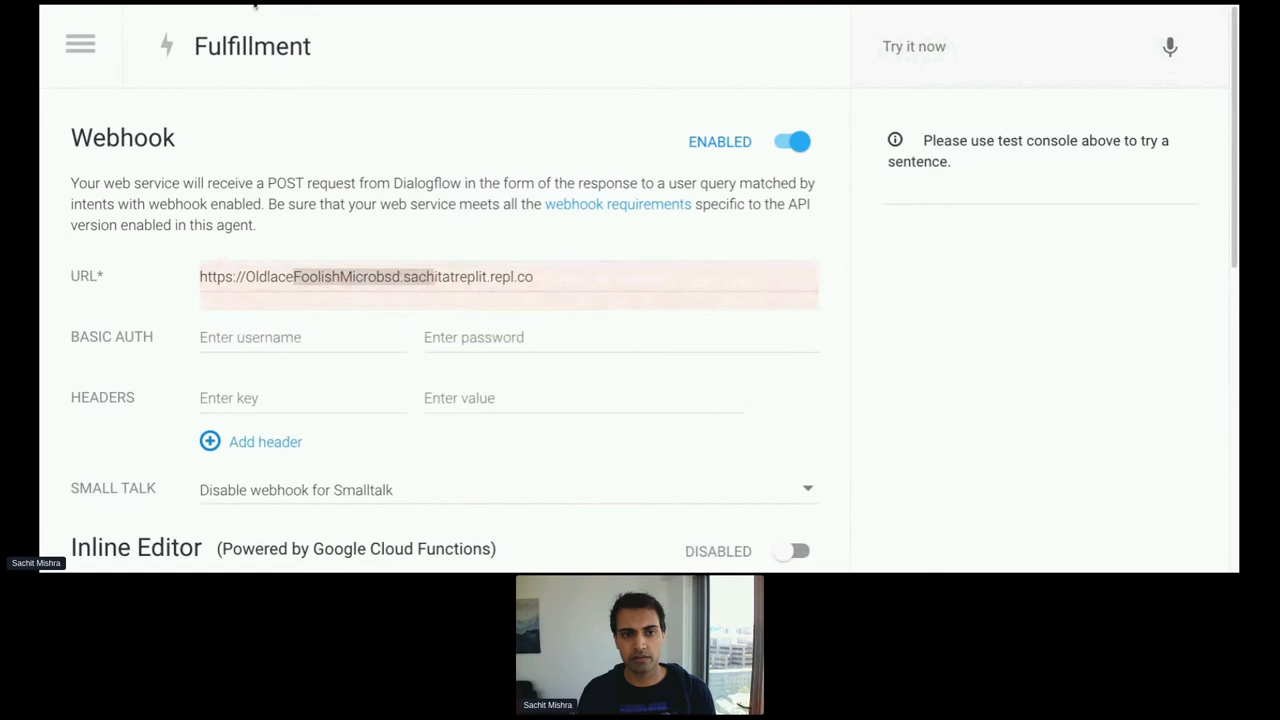 Fulfillment
Try it now
Webhook
ENABLED
Please use test console above to try a
sentence.
Your web service will receive a POST request from Dialogflow in the form of the response to a user query matched by
intents with webhook enabled. Be sure that your web service meets all the webhook requirements specific to the API
version enabled in this agent.
URL*
https://OldlaceFoolishMicrobsd.sachitatreplit.repl.co
BASIC AUTH
Enter username
Enter password
HEADERS
Enter key
Enter value
Add header
SMALL TALK
Disable webhook for Smalltalk
Inline Editor (Powered by Google Cloud Functions)
DISABLED
Sachit Mishra
Sachit Mishra